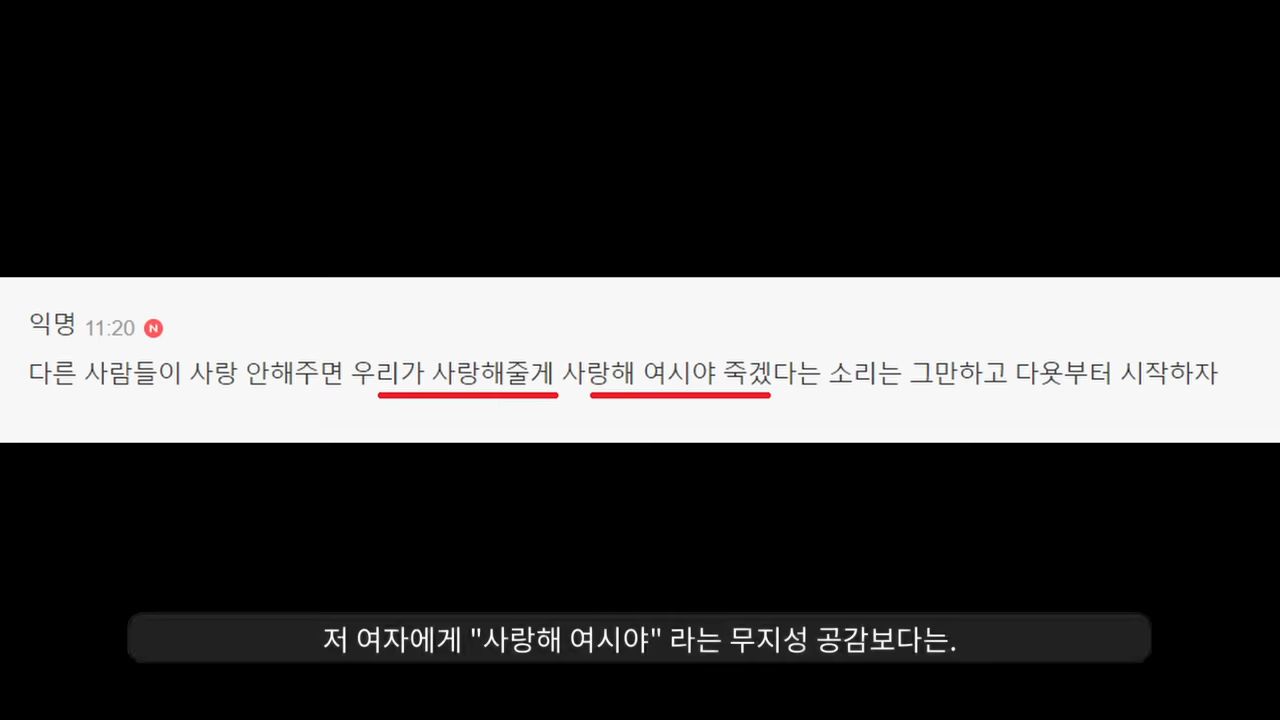 익명 11:20 N
다른 사람들이 사랑 안해주면 우리가 사랑해줄게 사랑해 여시야 죽겠다는 소리는 그만하고 다욧부터 시작하자
저 여자에게 "사랑해 여시야" 라는 무지성 공감보다는.